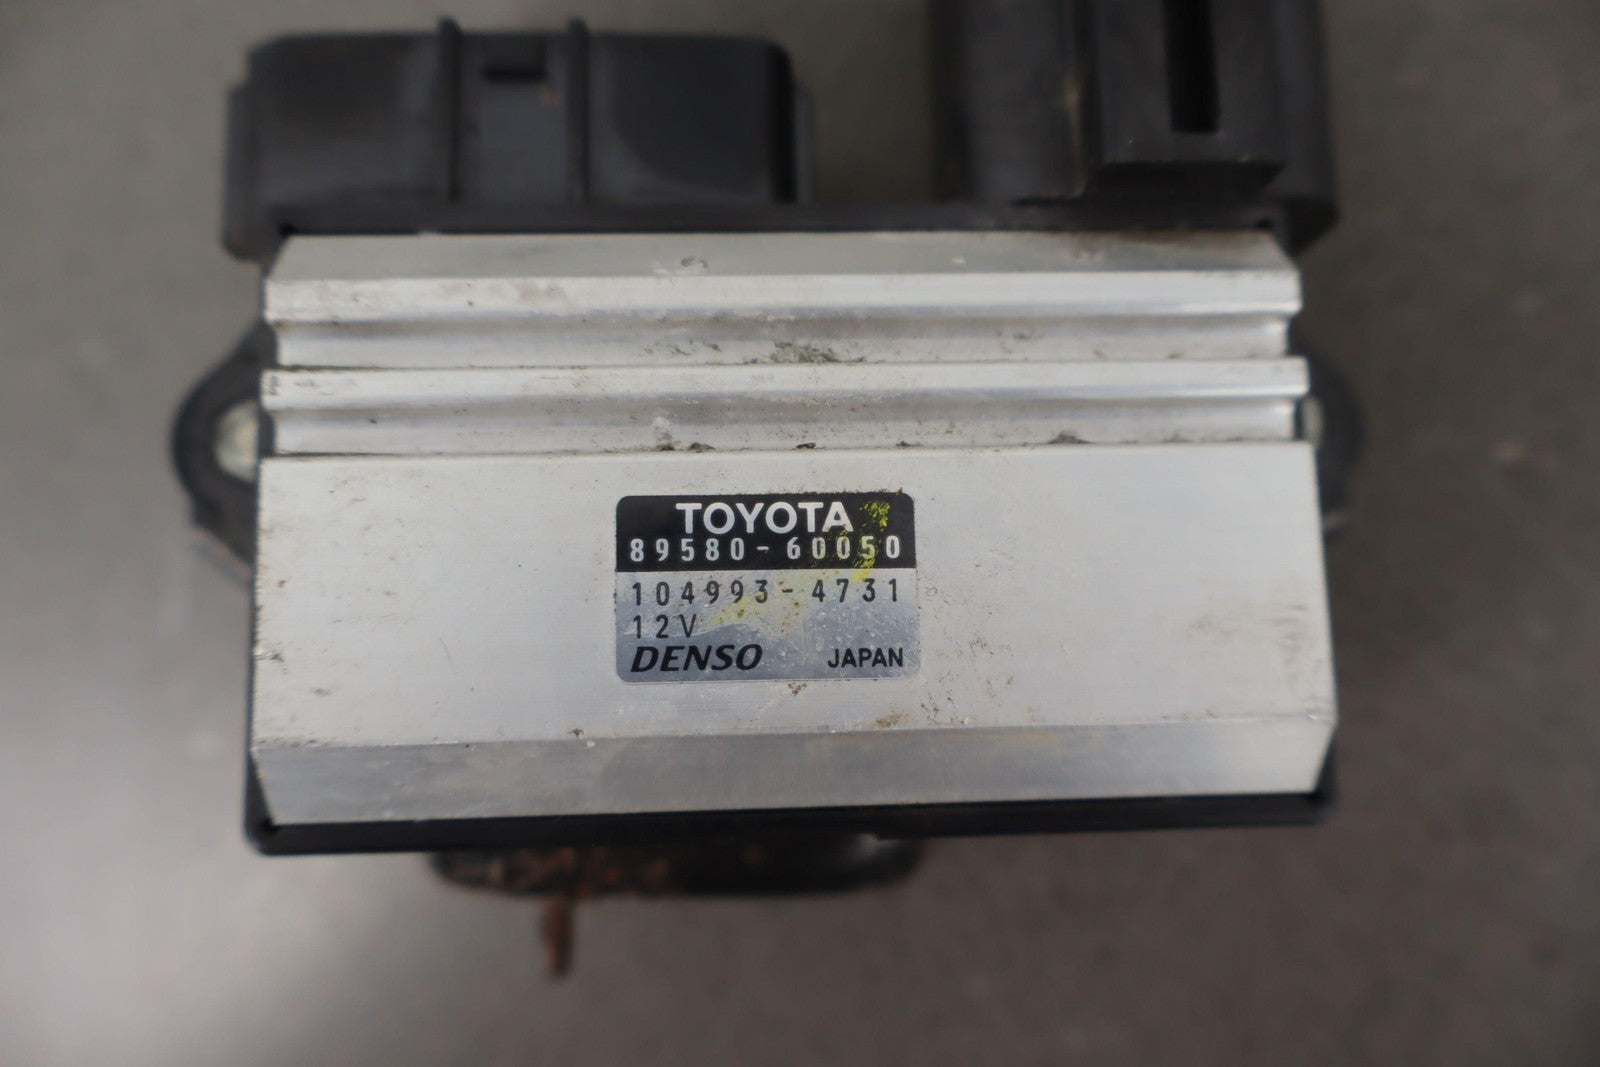 TOYOTA
89580-60050
104993-4731
12V
DENSO JAPAN